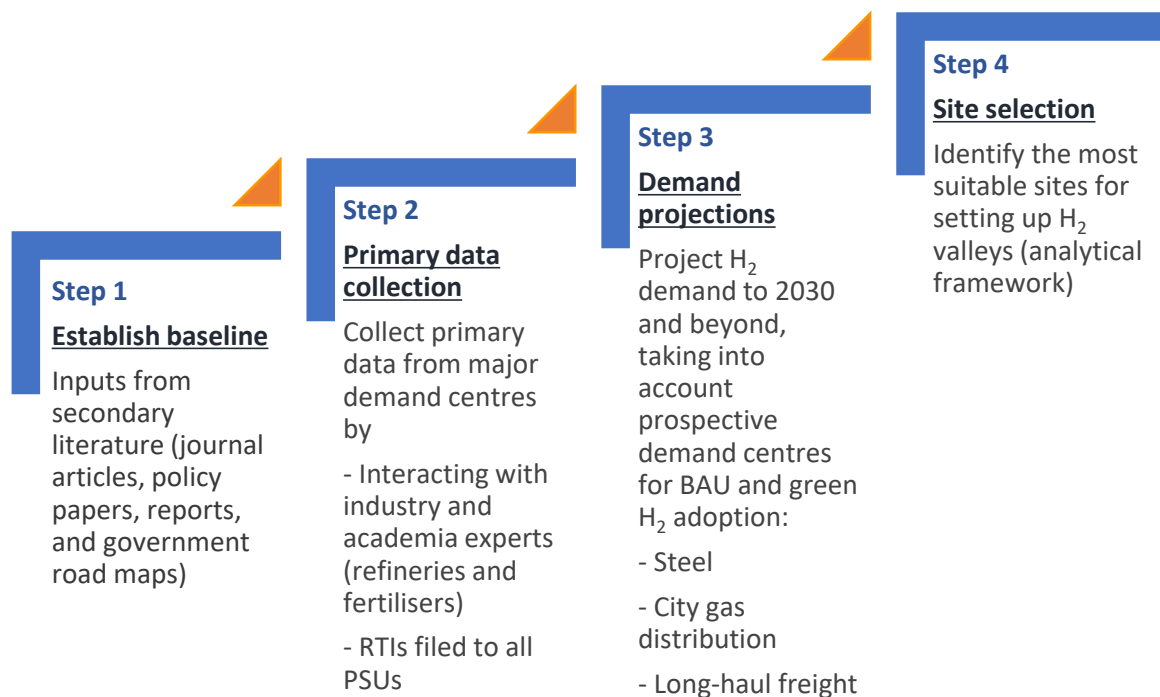 Step 1
Establish baseline
Inputs from
secondary
literature (journal
articles, policy
papers, reports,
and government
road maps)
Step 2
Primary data
collection
Collect primary
data from major
demand centres
by
- Interacting with
industry and
academia experts
(refineries and
fertilisers)
- RTIs filed to all
PSUs
Step 3
Demand
projections
Project H₂
demand to 2030
and beyond,
taking into
account
prospective
demand centres
for BAU and green
H₂ adoption:
- Steel
- City gas
distribution
- Long-haul freight
Step 4
Site selection
Identify the most
suitable sites for
setting up H₂
valleys (analytical
framework)